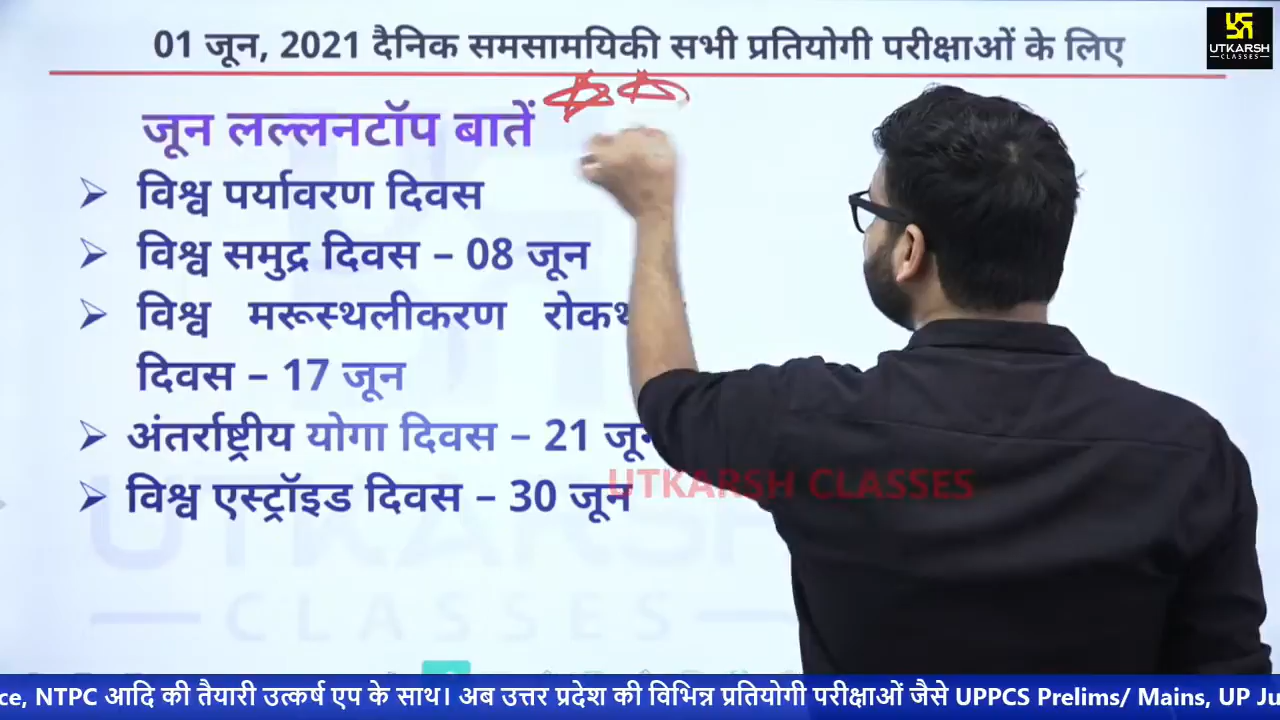 01 जून, 2021 दैनिक समसामयिकी सभी प्रतियोगी परीक्षाओं के लिए
UTKARSH
CLASSES
जून लल्लनटॉप बातें
विश्व पर्यावरण दिवस
विश्व समुद्र दिवस – 08 जून
विश्व मरूस्थलीकरण
दिवस – 17 जून
अंतर्राष्ट्रीय योगा दिवस – 21 जून
विश्व एस्ट्रॉइड दिवस – 30 जून
UTKARSH CLASSES
UTKARSH
CLASSES
NTPC आदि की तैयारी उत्कर्ष एप के साथ। अब उत्तर प्रदेश की विभिन्न प्रतियोगी परीक्षाओं जैसे UPPCS Prelims/ Mains, UP